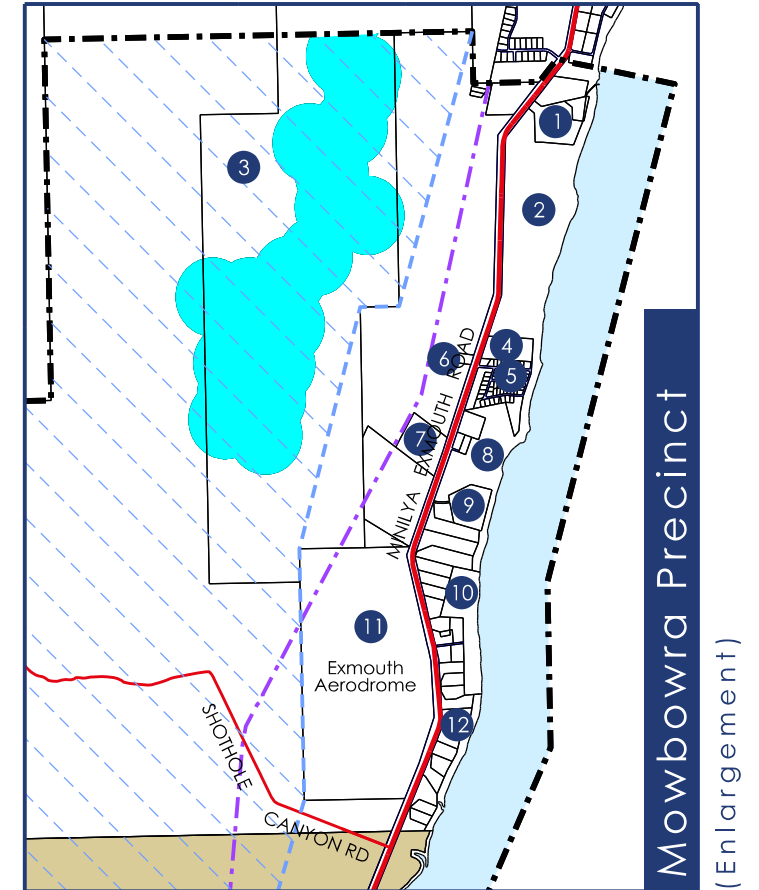 1
2
3
4
5
6
7
8
9
10
11
12
Exmouth
Aerodrome
MINILYA EXMOUTH ROAD
SHOTHOLE
CANYON RD
Mowbowra Precinct
(Enlargement)